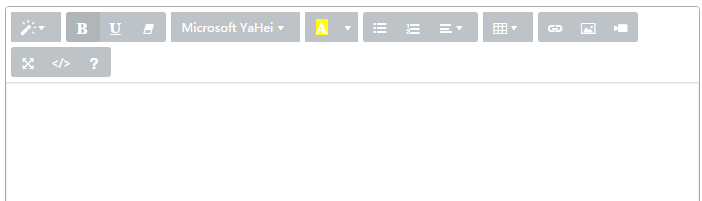 B U Microsoft YaHei A
</> ?